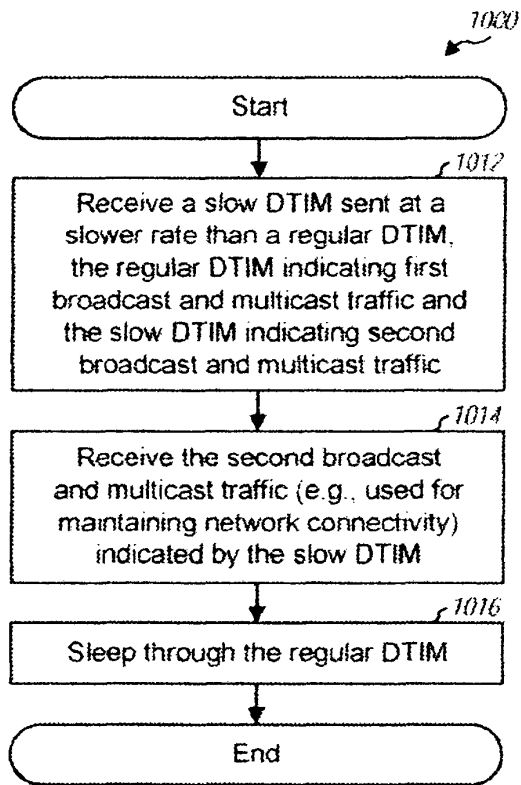 1000
Start
1012
Receive a slow DTIM sent at a
slower rate than a regular DTIM,
the regular DTIM indicating first
broadcast and multicast traffic and
the slow DTIM indicating second
broadcast and multicast traffic
1014
Receive the second broadcast
and multicast traffic (e.g., used for
maintaining network connectivity)
indicated by the slow DTIM
1016
Sleep through the regular DTIM
End